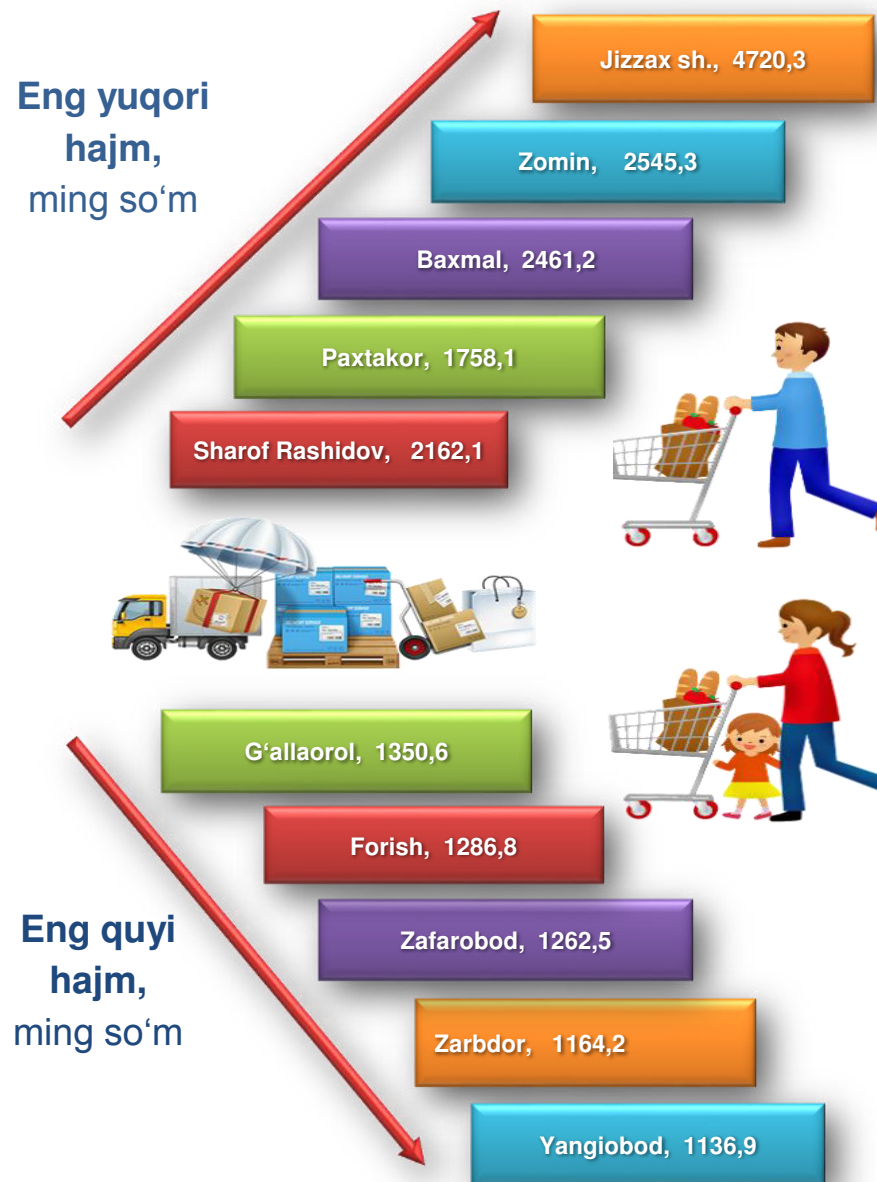 Eng yuqori
hajm,
ming so‘m
Jizzax sh., 4720,3
Zomin, 2545,3
Baxmal, 2461,2
Paxtakor, 1758,1
Sharof Rashidov, 2162,1
G‘allaorol, 1350,6
Forish, 1286,8
Zafarobod, 1262,5
Eng quyi
hajm,
ming so‘m
Zarbdor, 1164,2
Yangiobod, 1136,9